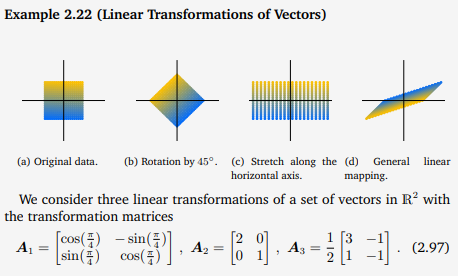 Example 2.22 (Linear Transformations of Vectors)
(a) Original data. (b) Rotation by 45°. (c) Stretch along the (d) General linear
horizontal axis. mapping.
We consider three linear transformations of a set of vectors in ℝ² with
the transformation matrices
A₁ = [cos(π/4) −sin(π/4); sin(π/4) cos(π/4)], A₂ = [2 0; 0 1], A₃ = 1/2 [3 −1; 1 −1]. (2.97)